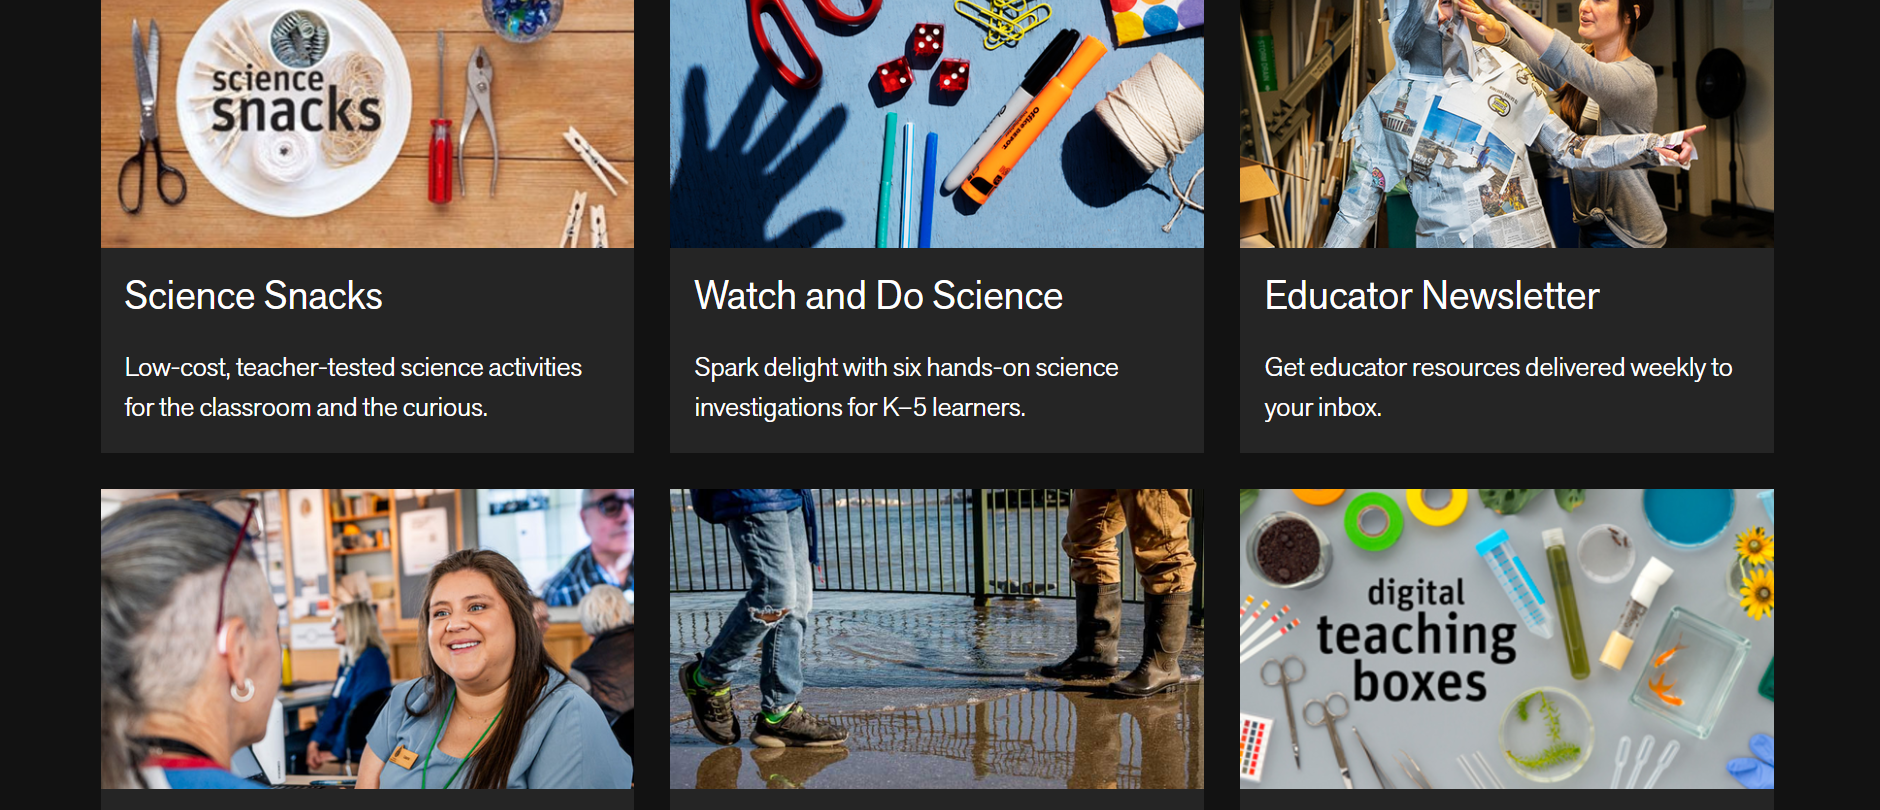 science
snacks
Office DEPOT
Science Snacks
Watch and Do Science
Educator Newsletter
Low-cost, teacher-tested science activities
for the classroom and the curious.
Spark delight with six hands-on science
investigations for K–5 learners.
Get educator resources delivered weekly to
your inbox.
digital
teaching
boxes